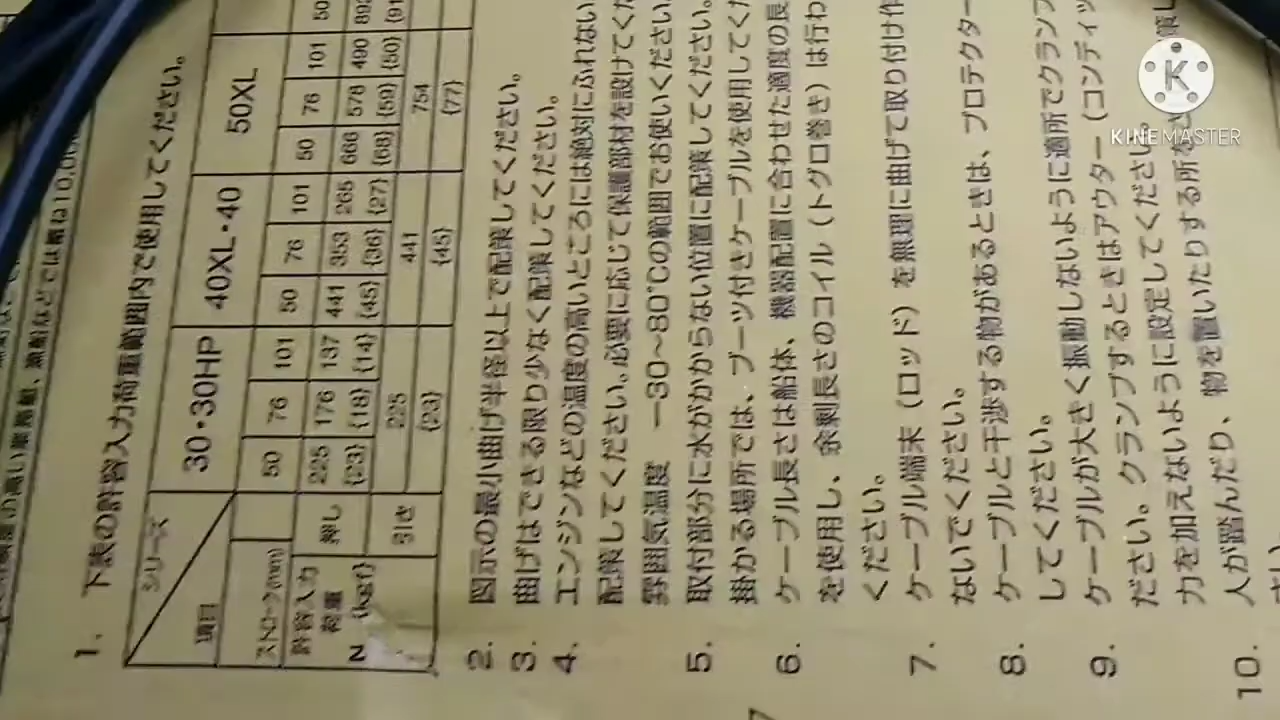 1. 下表の許容入力荷重範囲内で使用してください。
シリーズ 30・30HP 40XL・40 50XL
項目
ストローク(mm) 50 76 101 50 76 101 50 76 101 50
許容入力荷重 N {kgf} 押し 225 {23} 176 {18} 137 {14} 441 {45} 353 {36} 265 {27} 666 {68} 578 {59} 490 {50} 892 {91
引き 225 {23} 441 {45} 754 {77}
2. 図示の最小曲げ半径以上で配策してください。
3. 曲げはできる限り少なく配策してください。
4. エンジンなどの温度の高いところには絶対にふれない
配策してください。必要に応じて保護部材を設けてくだ
雰囲気温度 −30〜80℃の範囲でお使いください。
5. 取付部分に水がかからない位置に配策してください。
掛かる場所では、ブーツ付きケーブルを使用してくだ
6. ケーブル長さは船体、機器配置に合わせた適度の長
を使用し、余剰長さのコイル(トグロ巻き)は行わ
ください。
7. ケーブル端末(ロッド)を無理に曲げて取り付け作
ないでください。
8. ケーブルと干渉する物があるときは、プロテクター
してください。
9. ケーブルが大きく振動しないように適所でクランプ
ださい。クランプするときはアウター(コンディッ
力を加えないように設定してください。
10. 人が踏んだり、物を置いたりする所な
KINEMASTER